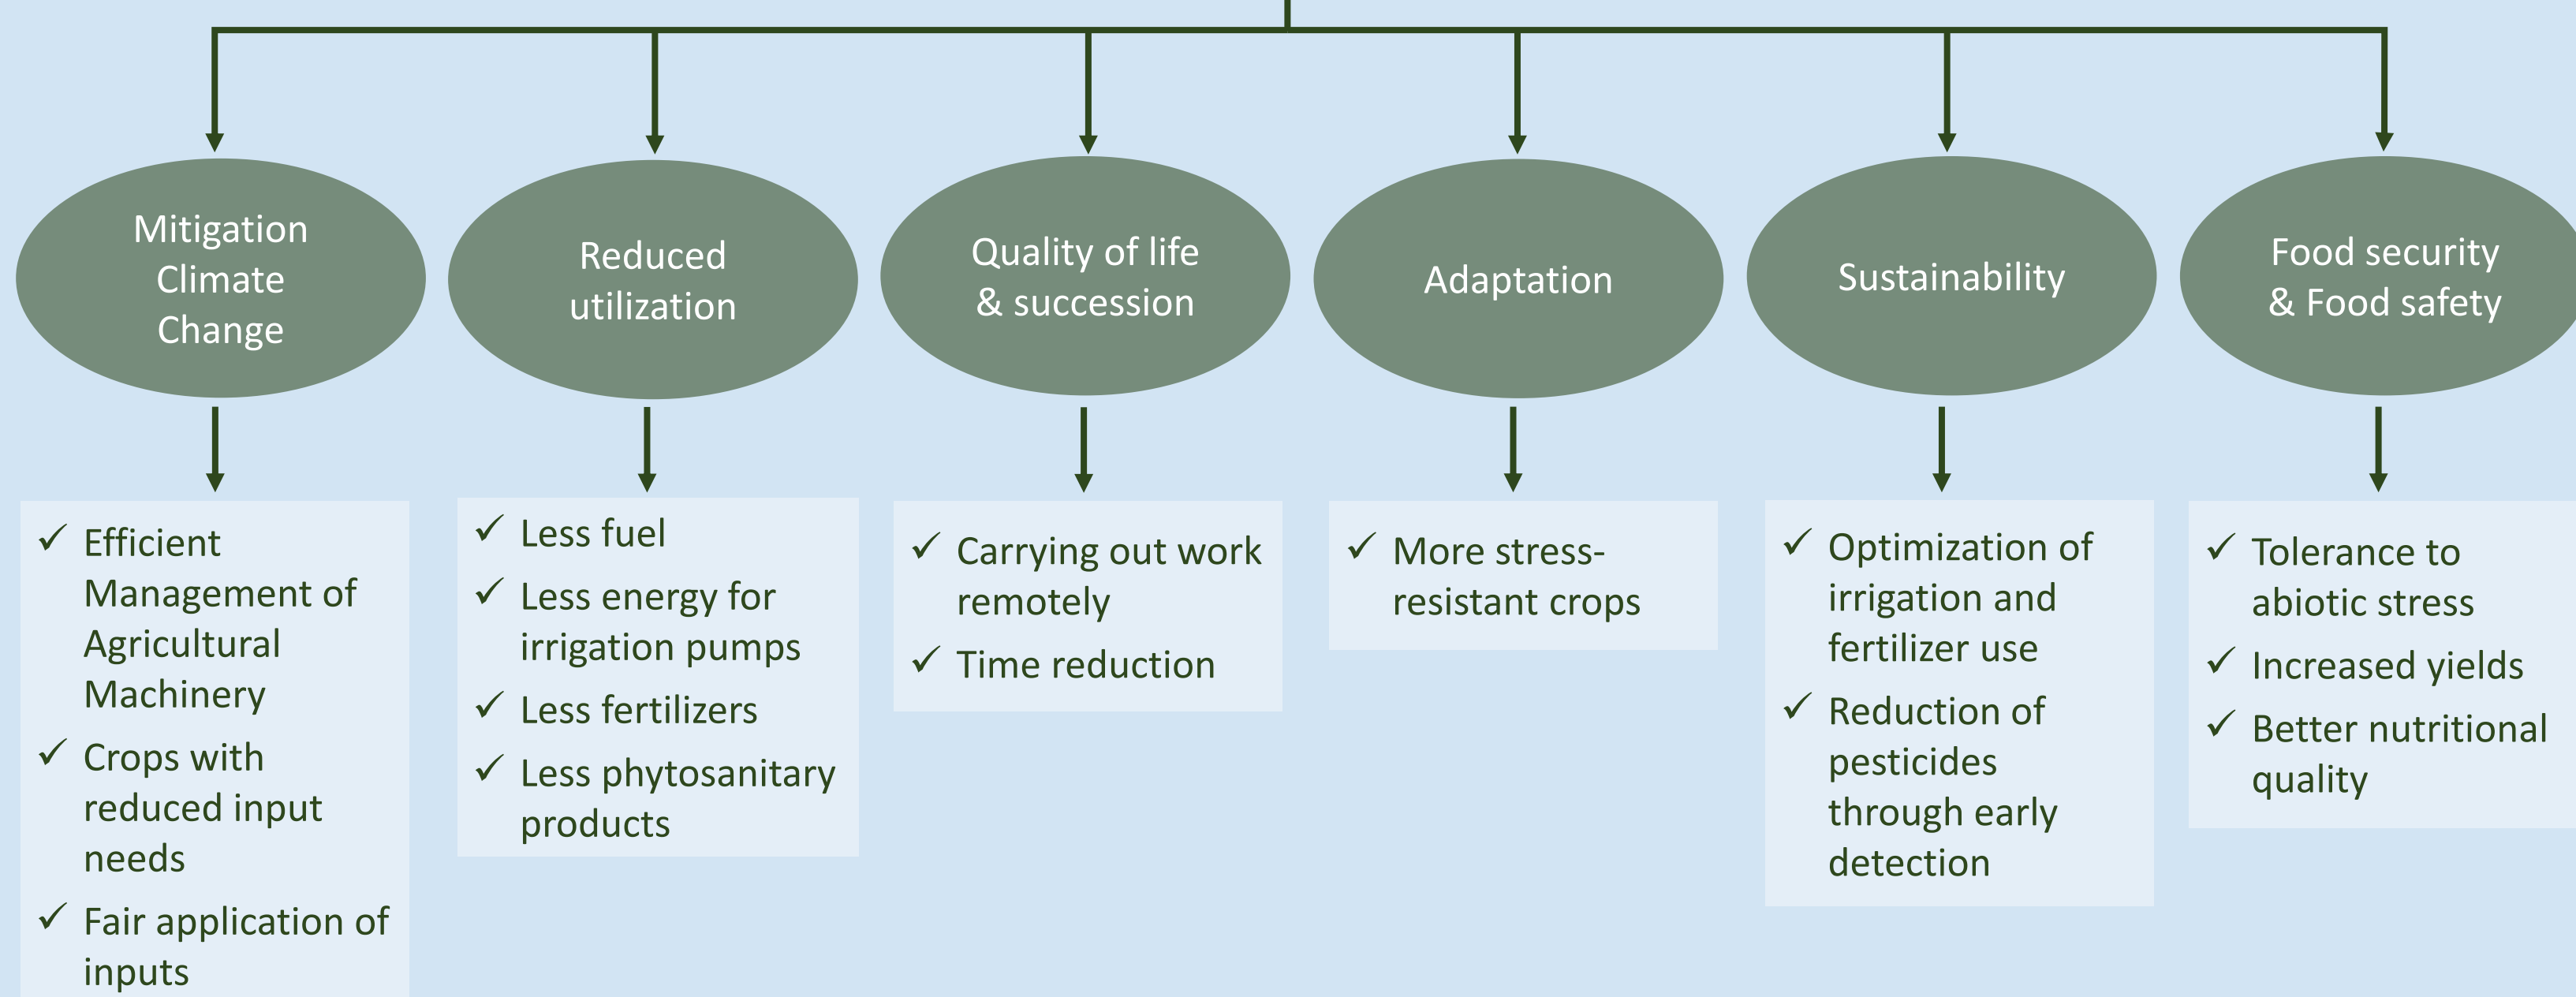 Mitigation
Climate
Change
Reduced
utilization
Quality of life
& succession
Adaptation
Sustainability
Food security
& Food safety
✓ Efficient
Management of
Agricultural
Machinery
✓ Crops with
reduced input
needs
✓ Fair application of
inputs
✓ Less fuel
✓ Less energy for
irrigation pumps
✓ Less fertilizers
✓ Less phytosanitary
products
✓ Carrying out work
remotely
✓ Time reduction
✓ More stress-
resistant crops
✓ Optimization of
irrigation and
fertilizer use
✓ Reduction of
pesticides
through early
detection
✓ Tolerance to
abiotic stress
✓ Increased yields
✓ Better nutritional
quality